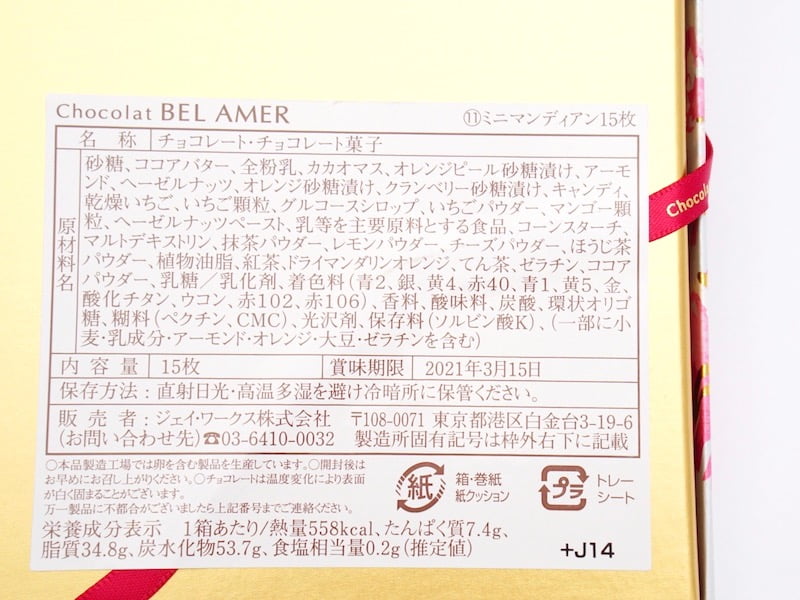 Chocolat BEL AMER ⑪ミニマンディアン15枚
名 称 チョコレート・チョコレート菓子
原材料名
砂糖、ココアバター、全粉乳、カカオマス、オレンジピール砂糖漬け、アーモ
ンド、ヘーゼルナッツ、オレンジ砂糖漬け、クランベリー砂糖漬け、キャンディ、
乾燥いちご、いちご顆粒、グルコースシロップ、いちごパウダー、マンゴー顆
粒、ヘーゼルナッツペースト、乳等を主要原料とする食品、コーンスターチ、
マルトデキストリン、抹茶パウダー、レモンパウダー、チーズパウダー、ほうじ茶
パウダー、植物油脂、紅茶、ドライマンダリンオレンジ、てん茶、ゼラチン、ココア
パウダー、乳糖／乳化剤、着色料(青2、銀、黄4、赤40、青1、黄5、金、
酸化チタン、ウコン、赤102、赤106)、香料、酸味料、炭酸、環状オリゴ
糖、糊料(ペクチン、CMC)、光沢剤、保存料(ソルビン酸K)、(一部に小
麦・乳成分・アーモンド・オレンジ・大豆・ゼラチンを含む)
内 容 量 15枚 賞味期限 2021年3月15日
保存方法：直射日光・高温多湿を避け冷暗所に保管ください。
販 売 者：ジェイ・ワークス株式会社 〒108-0071 東京都港区白金台3-19-6
(お問い合わせ先)☎03-6410-0032 製造所固有記号は枠外右下に記載
○本品製造工場では卵を含む製品を生産しています。○開封後は
お早めにお召し上がりください。○チョコレートは温度変化により表面
が白く固まることがございます。
万一製品に不都合がございましたら上記番号までご連絡ください。
紙 箱・巻紙
紙クッション
プラ トレー
シート
栄養成分表示 1箱あたり/熱量558kcal、たんぱく質7.4g、
脂質34.8g、炭水化物53.7g、食塩相当量0.2g(推定値)
+J14
Chocola